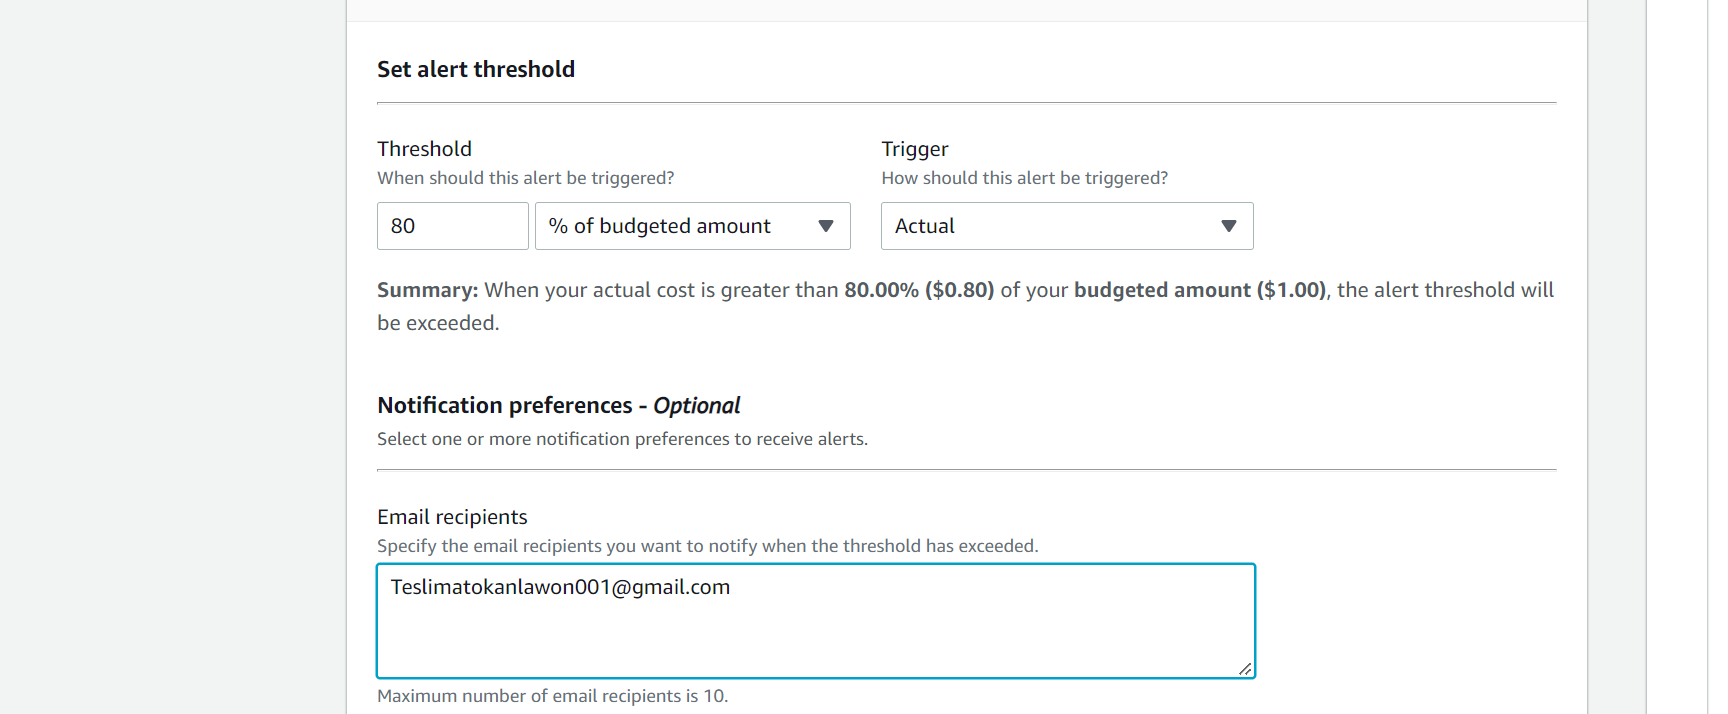 Set alert threshold
Threshold
When should this alert be triggered?
80
% of budgeted amount
Trigger
How should this alert be triggered?
Actual
Summary: When your actual cost is greater than 80.00% ($0.80) of your budgeted amount ($1.00), the alert threshold will
be exceeded.
Notification preferences - Optional
Select one or more notification preferences to receive alerts.
Email recipients
Specify the email recipients you want to notify when the threshold has exceeded.
Teslimatokanlawon001@gmail.com
Maximum number of email recipients is 10.